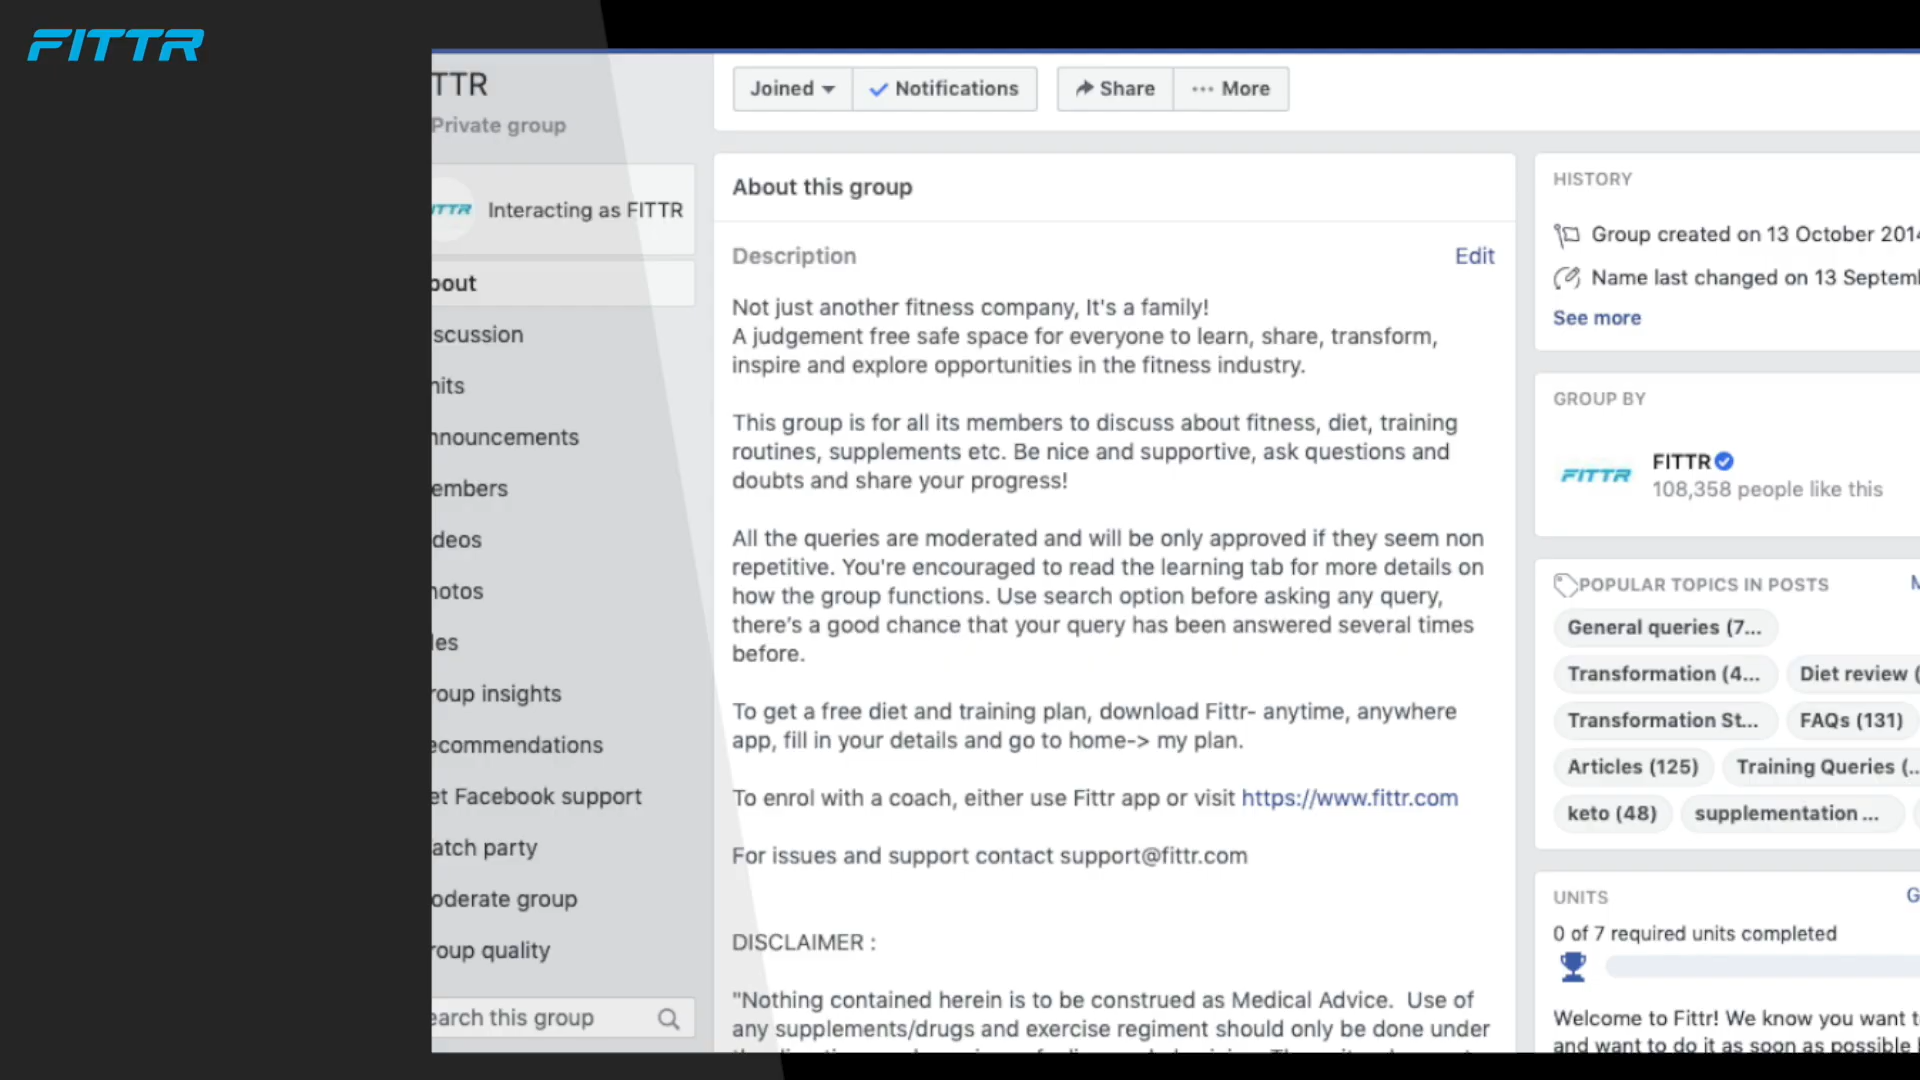 FITTR
TTR
Private group
Interacting as FITTR
bout
scussion
nits
nnouncements
embers
deos
hotos
les
roup insights
ecommendations
et Facebook support
atch party
oderate group
roup quality
earch this group
Joined
Notifications
Share
More
About this group
Description
Edit
Not just another fitness company, It's a family!
A judgement free safe space for everyone to learn, share, transform,
inspire and explore opportunities in the fitness industry.
This group is for all its members to discuss about fitness, diet, training
routines, supplements etc. Be nice and supportive, ask questions and
doubts and share your progress!
All the queries are moderated and will be only approved if they seem non
repetitive. You're encouraged to read the learning tab for more details on
how the group functions. Use search option before asking any query,
there's a good chance that your query has been answered several times
before.
To get a free diet and training plan, download Fittr- anytime, anywhere
app, fill in your details and go to home-> my plan.
To enrol with a coach, either use Fittr app or visit https://www.fittr.com
For issues and support contact support@fittr.com
DISCLAIMER :
"Nothing contained herein is to be construed as Medical Advice.  Use of
any supplements/drugs and exercise regiment should only be done under
HISTORY
Group created on 13 October 2014
Name last changed on 13 Septem
See more
GROUP BY
FITTR
FITTR
108,358 people like this
POPULAR TOPICS IN POSTS
General queries (7...
Transformation (4...
Diet review (
Transformation St...
FAQs (131)
Articles (125)
Training Queries (..
keto (48)
supplementation ...
UNITS
G
0 of 7 required units completed
Welcome to Fittr! We know you want t
and want to do it as soon as possible